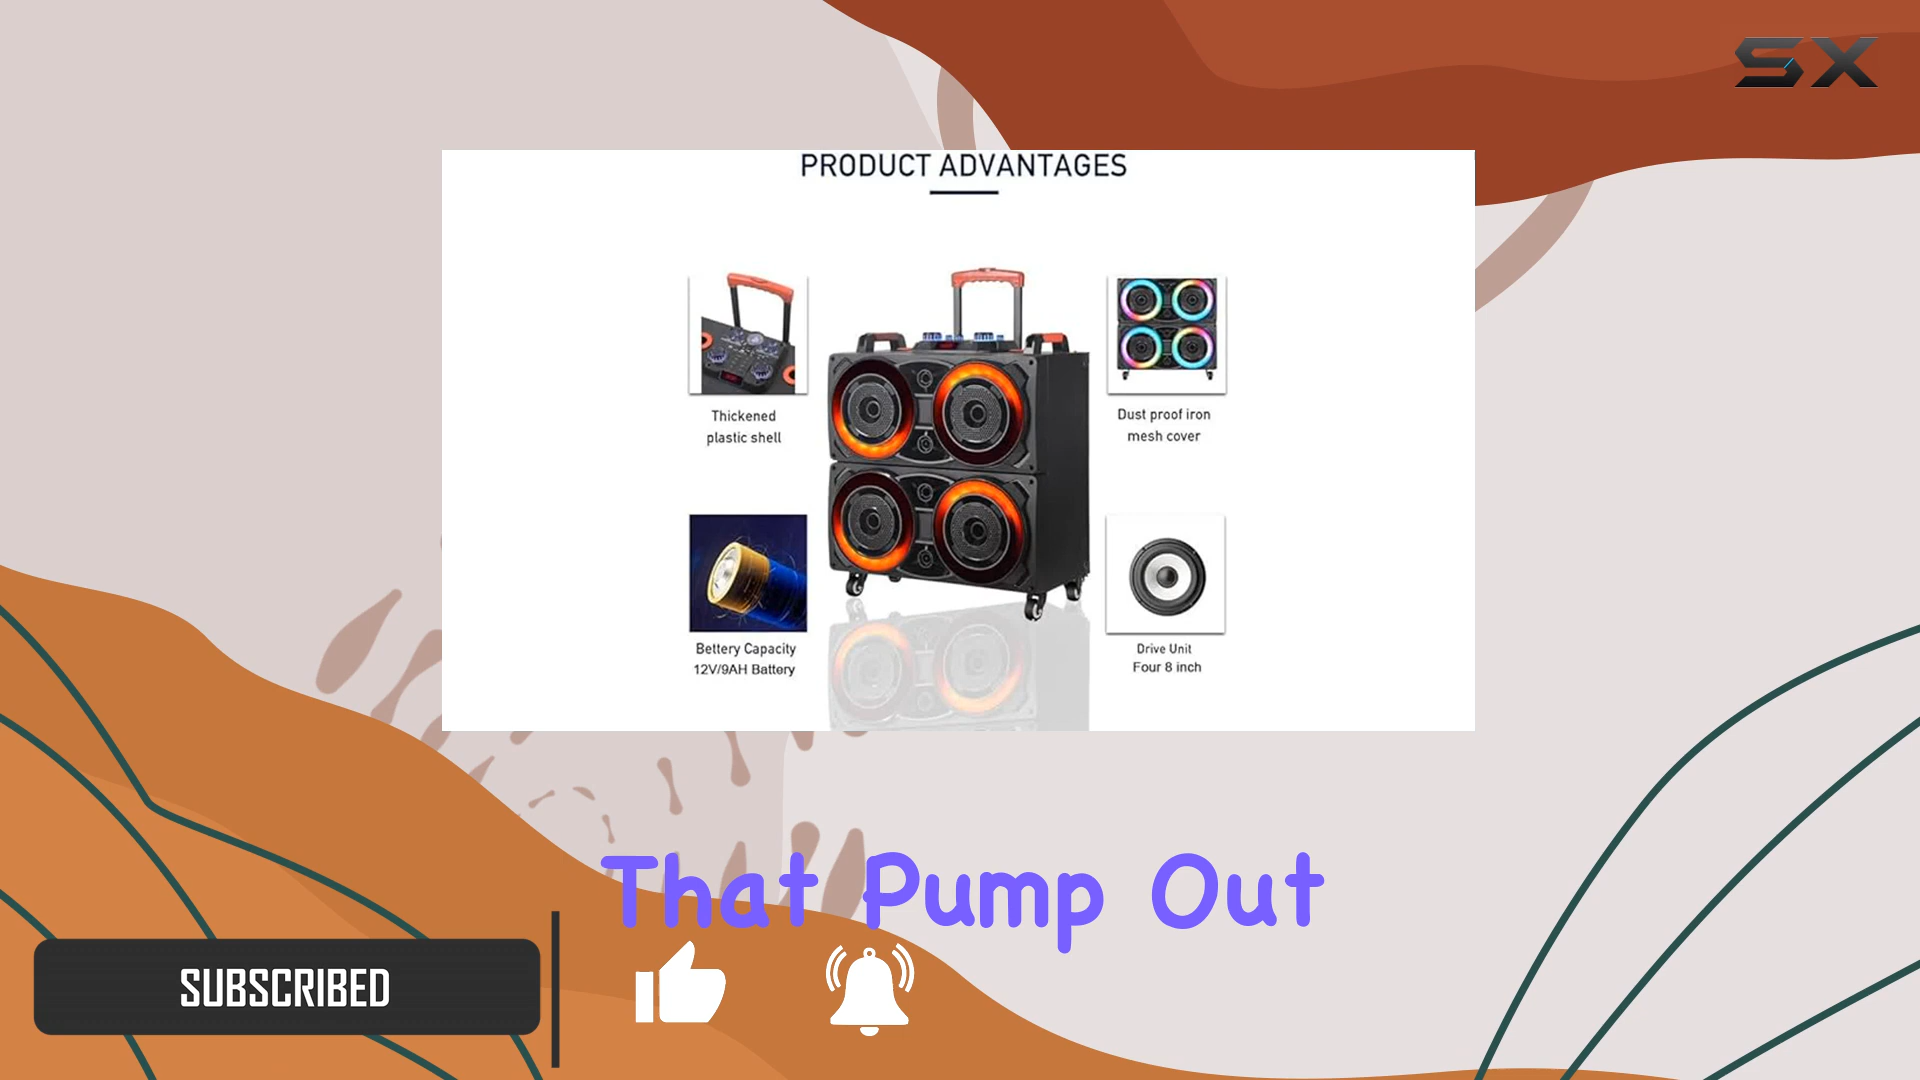 SX
PRODUCT ADVANTAGES
Thickened
plastic shell
Dust proof iron
mesh cover
Bettery Capacity
12V/9AH Battery
Drive Unit
Four 8 inch
That Pump Out
SUBSCRIBED